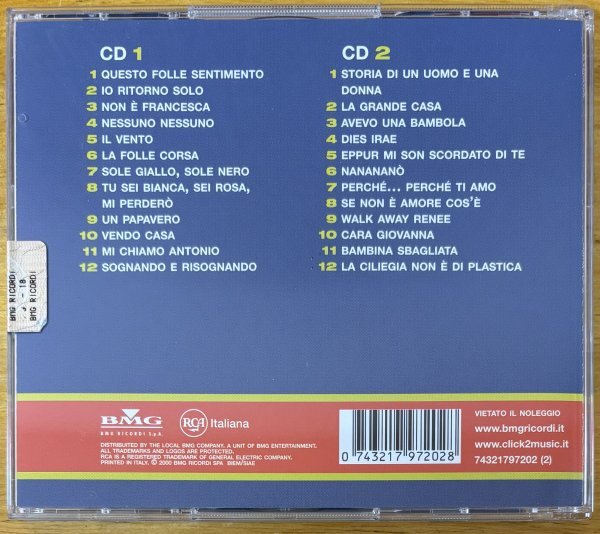 CD 1
1 QUESTO FOLLE SENTIMENTO
2 IO RITORNO SOLO
3 NON È FRANCESCA
4 NESSUNO NESSUNO
5 IL VENTO
6 LA FOLLE CORSA
7 SOLE GIALLO, SOLE NERO
8 TU SEI BIANCA, SEI ROSA,
MI PERDERÒ
9 UN PAPAVERO
10 VENDO CASA
11 MI CHIAMO ANTONIO
12 SOGNANDO E RISOGNANDO
CD 2
1 STORIA DI UN UOMO E UNA
DONNA
2 LA GRANDE CASA
3 AVEVO UNA BAMBOLA
4 DIES IRAE
5 EPPUR MI SON SCORDATO DI TE
6 NANANANÒ
7 PERCHÉ... PERCHÉ TI AMO
8 SE NON È AMORE COS'È
9 WALK AWAY RENEE
10 CARA GIOVANNA
11 BAMBINA SBAGLIATA
12 LA CILIEGIA NON È DI PLASTICA
BMG RICORDI
- 18
BMG RICORDI
BMG
BMG RICORDI S.p.A.
RCA Italiana
DISTRIBUTED BY THE LOCAL BMG COMPANY. A UNIT OF BMG ENTERTAINMENT.
ALL TRADEMARKS AND LOGOS ARE PROTECTED.
RCA IS A REGISTERED TRADEMARK OF GENERAL ELECTRIC COMPANY.
PRINTED IN ITALY. © 2000 BMG RICORDI SPA BIEM/SIAE
0 743217 972028
VIETATO IL NOLEGGIO
www.bmgricordi.it
www.click2music.it
74321797202 (2)